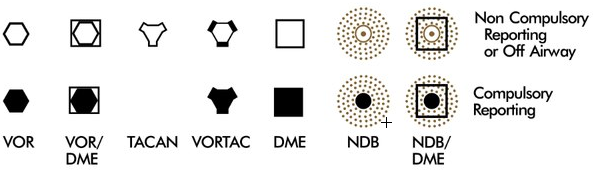 Non Compulsory
Reporting
or Off Airway
Compulsory
Reporting
VOR
VOR/
DME
TACAN
VORTAC
DME
NDB
NDB/
DME